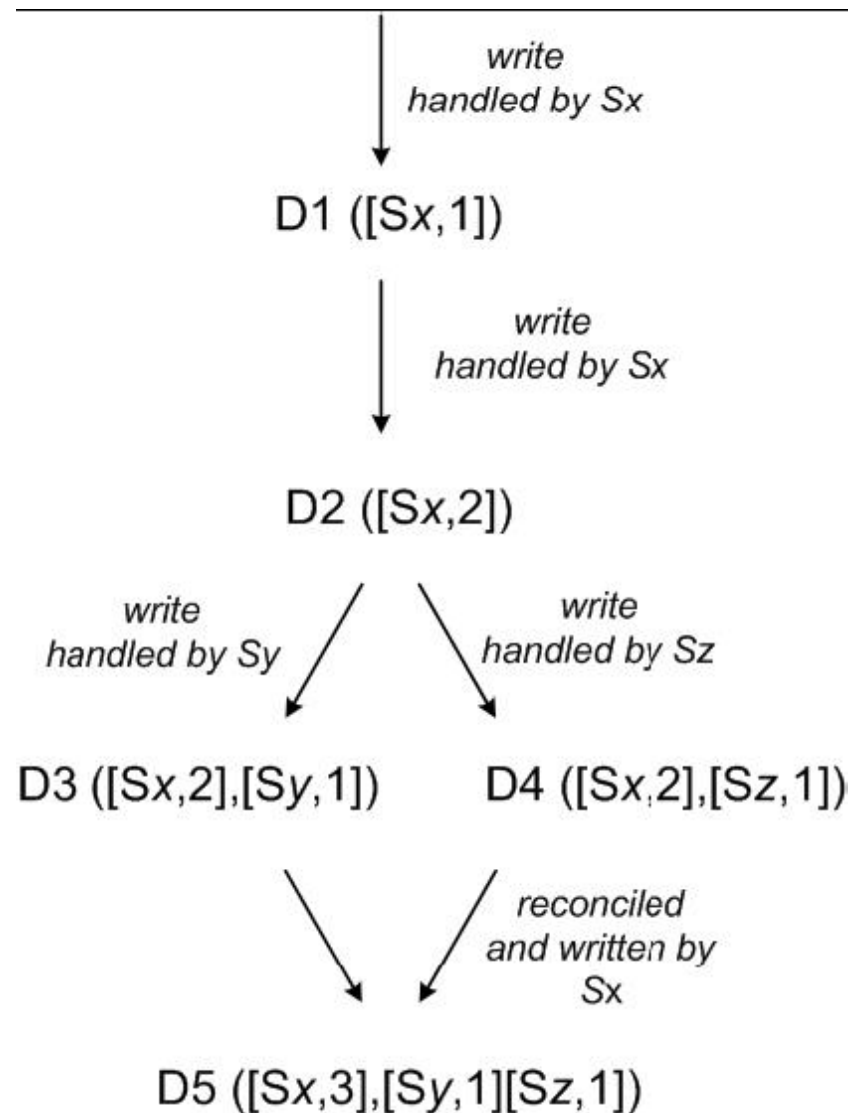 write
handled by Sx
D1 ([Sx,1])
write
handled by Sx
D2 ([Sx,2])
write
handled by Sy
write
handled by Sz
D3 ([Sx,2],[Sy,1])
D4 ([Sx,2],[Sz,1])
reconciled
and written by
Sx
D5 ([Sx,3],[Sy,1][Sz,1])